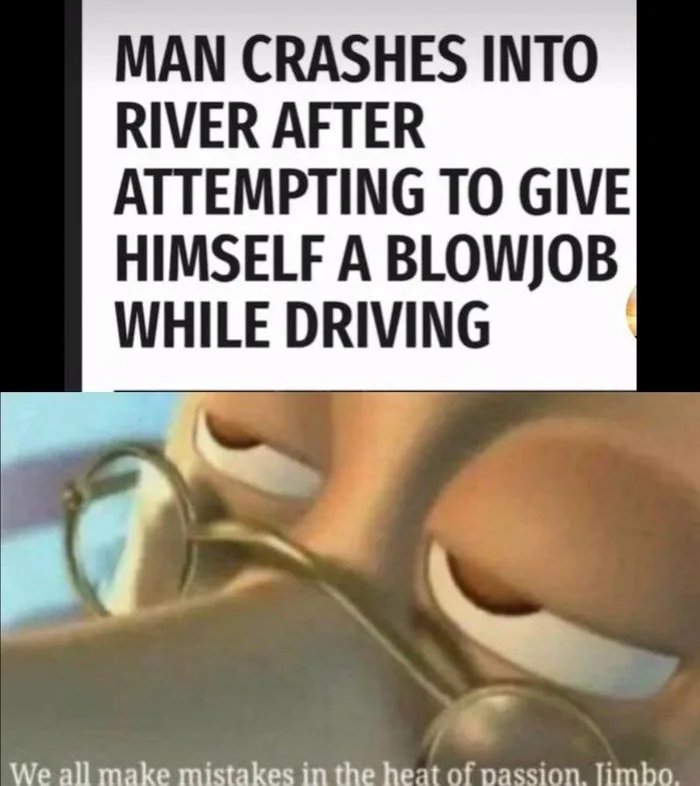 MAN CRASHES INTO
RIVER AFTER
ATTEMPTING TO GIVE
HIMSELF A BLOWJOB
WHILE DRIVING
We all make mistakes in the heat of passion, Jimbo.